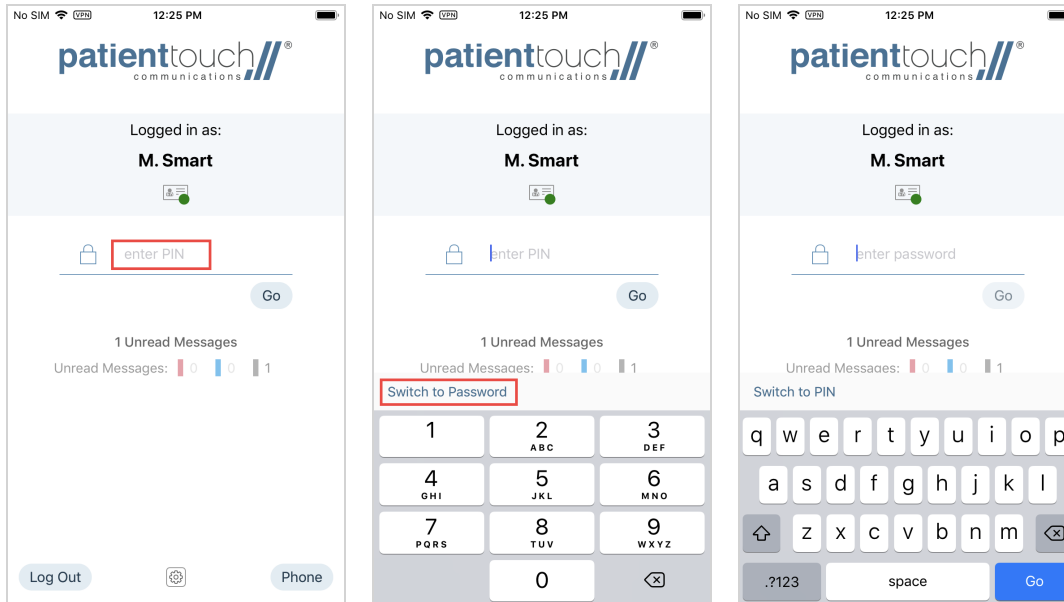 No SIM VPN 12:25 PM
patienttouch®
communications
Logged in as:
M. Smart
enter PIN
Go
1 Unread Messages
Unread Messages: 0 0 1
Log Out Phone
No SIM VPN 12:25 PM
patienttouch®
communications
Logged in as:
M. Smart
enter PIN
Go
1 Unread Messages
Unread Messages: 0 0 1
Switch to Password
1 2 3
ABC DEF
4 5 6
GHI JKL MNO
7 8 9
PQRS TUV WXYZ
0
No SIM VPN 12:25 PM
patienttouch®
communications
Logged in as:
M. Smart
enter password
Go
1 Unread Messages
Unread Messages: 0 0 1
Switch to PIN
q w e r t y u i o p
a s d f g h j k l
z x c v b n m
.?123 space Go